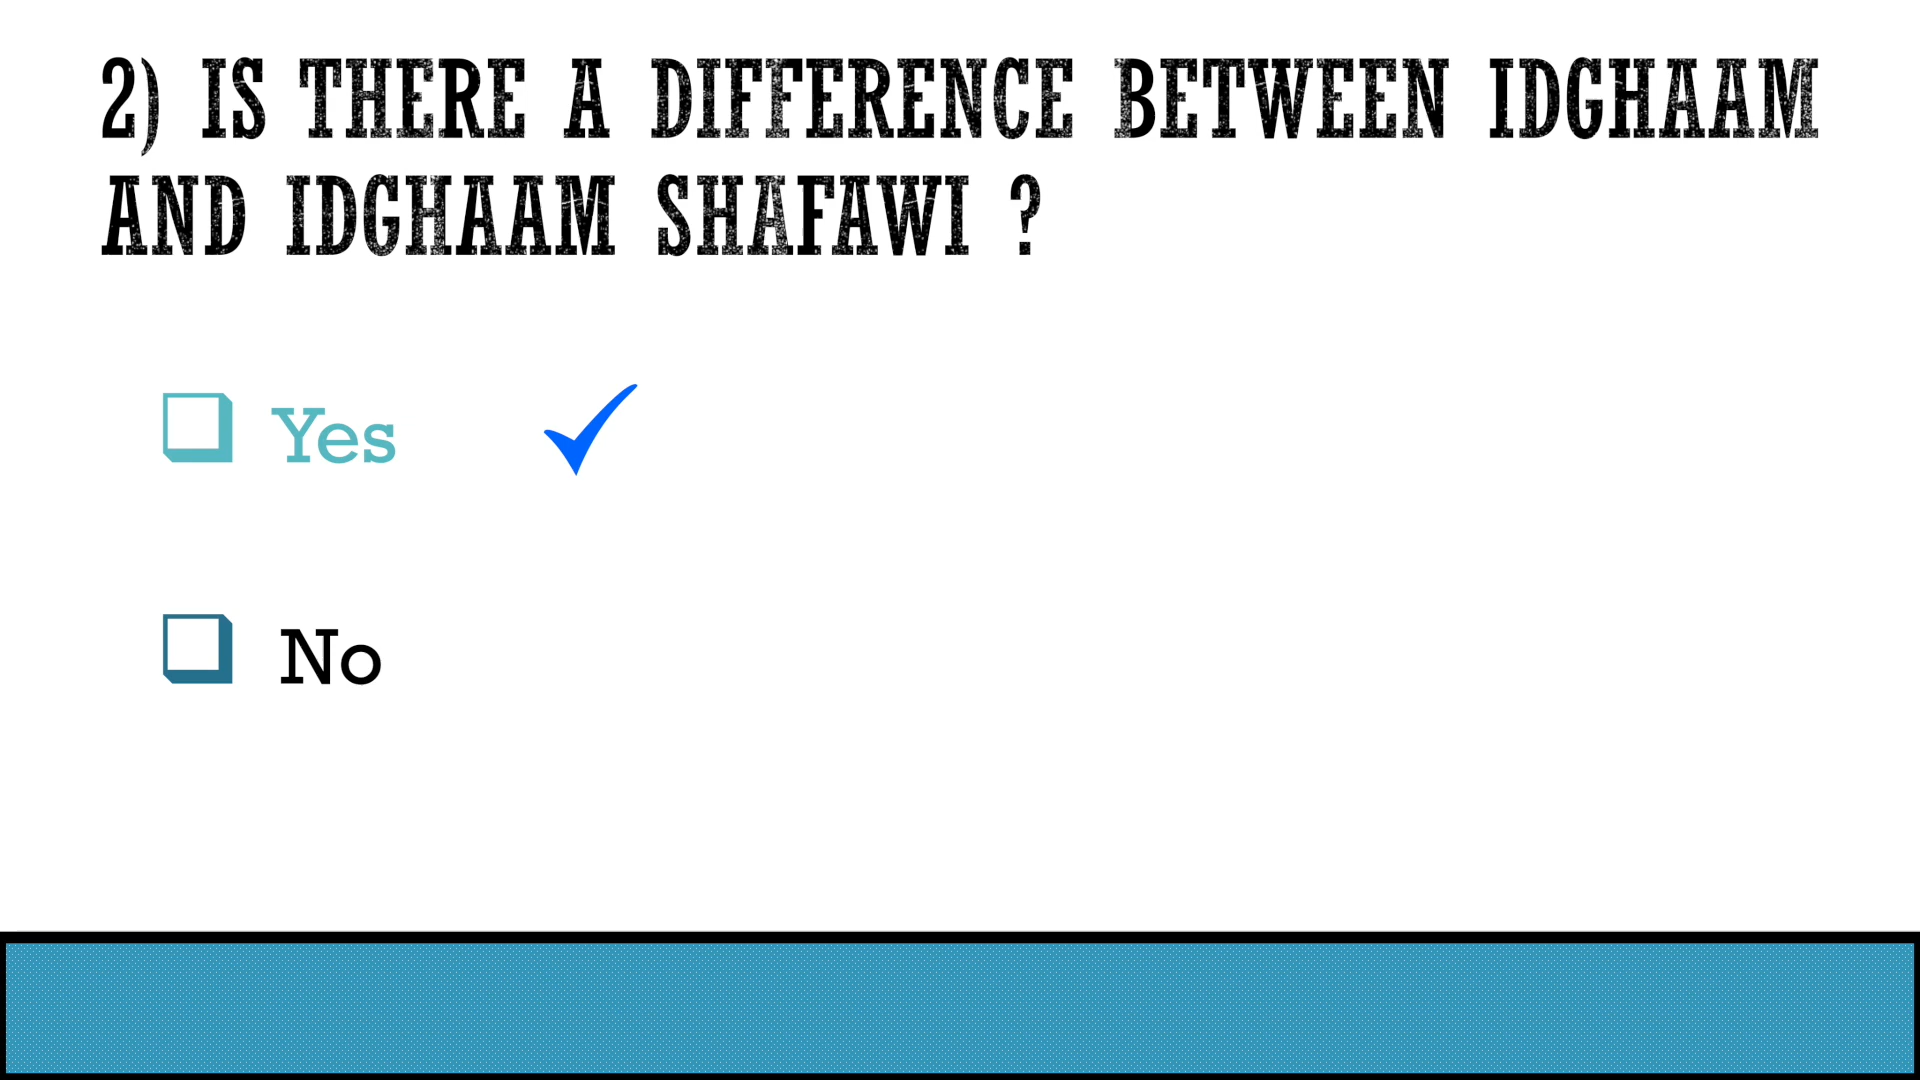 2) IS THERE A DIFFERENCE BETWEEN IDGHAAM
AND IDGHAAM SHAFAWI ?
Yes
No